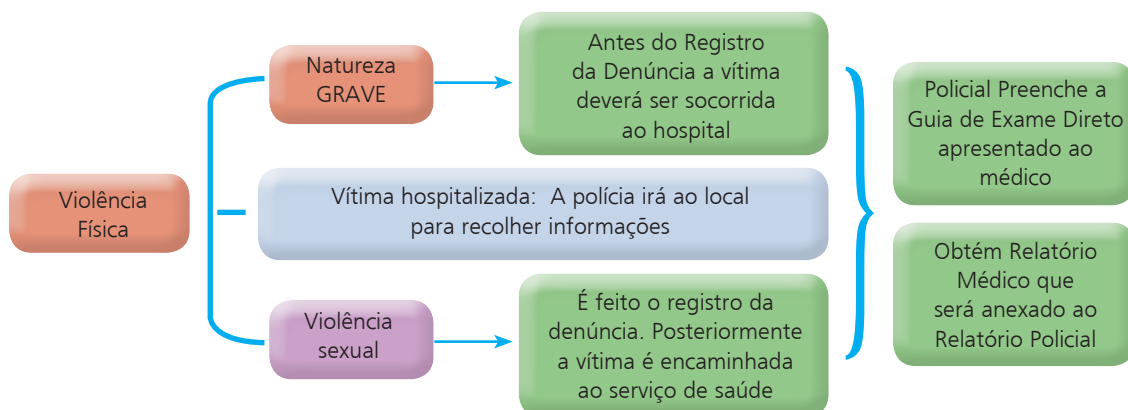 Violência
Física
Natureza
GRAVE
Antes do Registro
da Denúncia a vítima
deverá ser socorrida
ao hospital
Vítima hospitalizada: A polícia irá ao local
para recolher informações
Violência
sexual
É feito o registro da
denúncia. Posteriormente
a vítima é encaminhada
ao serviço de saúde
Policial Preenche a
Guia de Exame Direto
apresentado ao
médico
Obtém Relatório
Médico que
será anexado ao
Relatório Policial